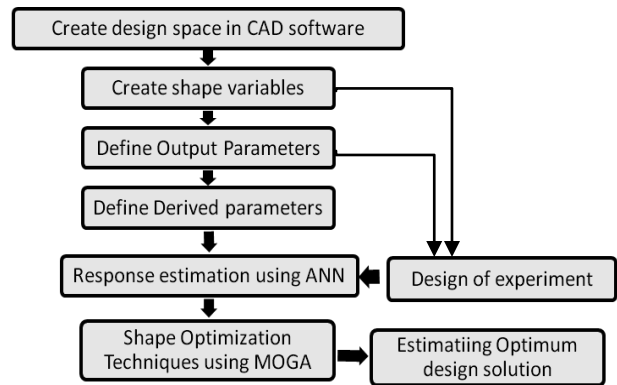 Create design space in CAD software
Create shape variables
Define Output Parameters
Define Derived parameters
Response estimation using ANN
Design of experiment
Shape Optimization
Techniques using MOGA
Estimatiing Optimum
design solution